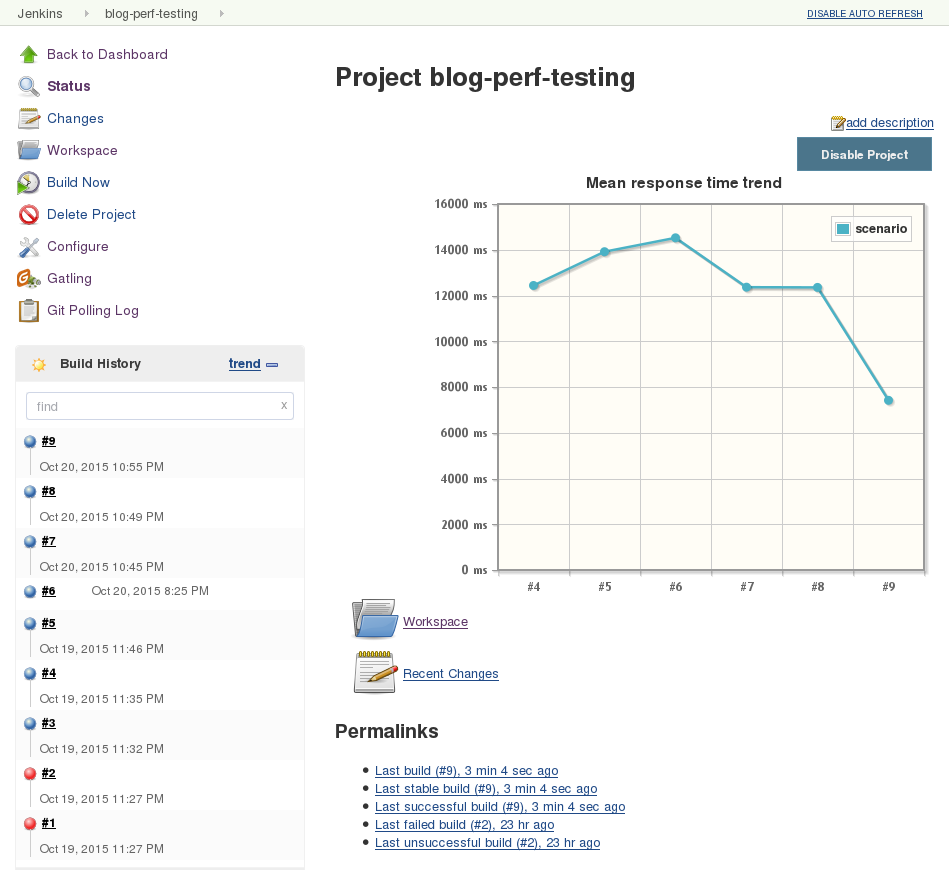 Jenkins blog-perf-testing DISABLE AUTO REFRESH
Back to Dashboard
Status
Changes
Workspace
Build Now
Delete Project
Configure
Gatling
Git Polling Log
Build History trend
find x
#9
Oct 20, 2015 10:55 PM
#8
Oct 20, 2015 10:49 PM
#7
Oct 20, 2015 10:45 PM
#6 Oct 20, 2015 8:25 PM
#5
Oct 19, 2015 11:46 PM
#4
Oct 19, 2015 11:35 PM
#3
Oct 19, 2015 11:32 PM
#2
Oct 19, 2015 11:27 PM
#1
Oct 19, 2015 11:27 PM
Project blog-perf-testing
add description
Disable Project
Mean response time trend
16000 ms
14000 ms
12000 ms
10000 ms
8000 ms
6000 ms
4000 ms
2000 ms
0 ms
scenario
#4 #5 #6 #7 #8 #9
Workspace
Recent Changes
Permalinks
Last build (#9), 3 min 4 sec ago
Last stable build (#9), 3 min 4 sec ago
Last successful build (#9), 3 min 4 sec ago
Last failed build (#2), 23 hr ago
Last unsuccessful build (#2), 23 hr ago